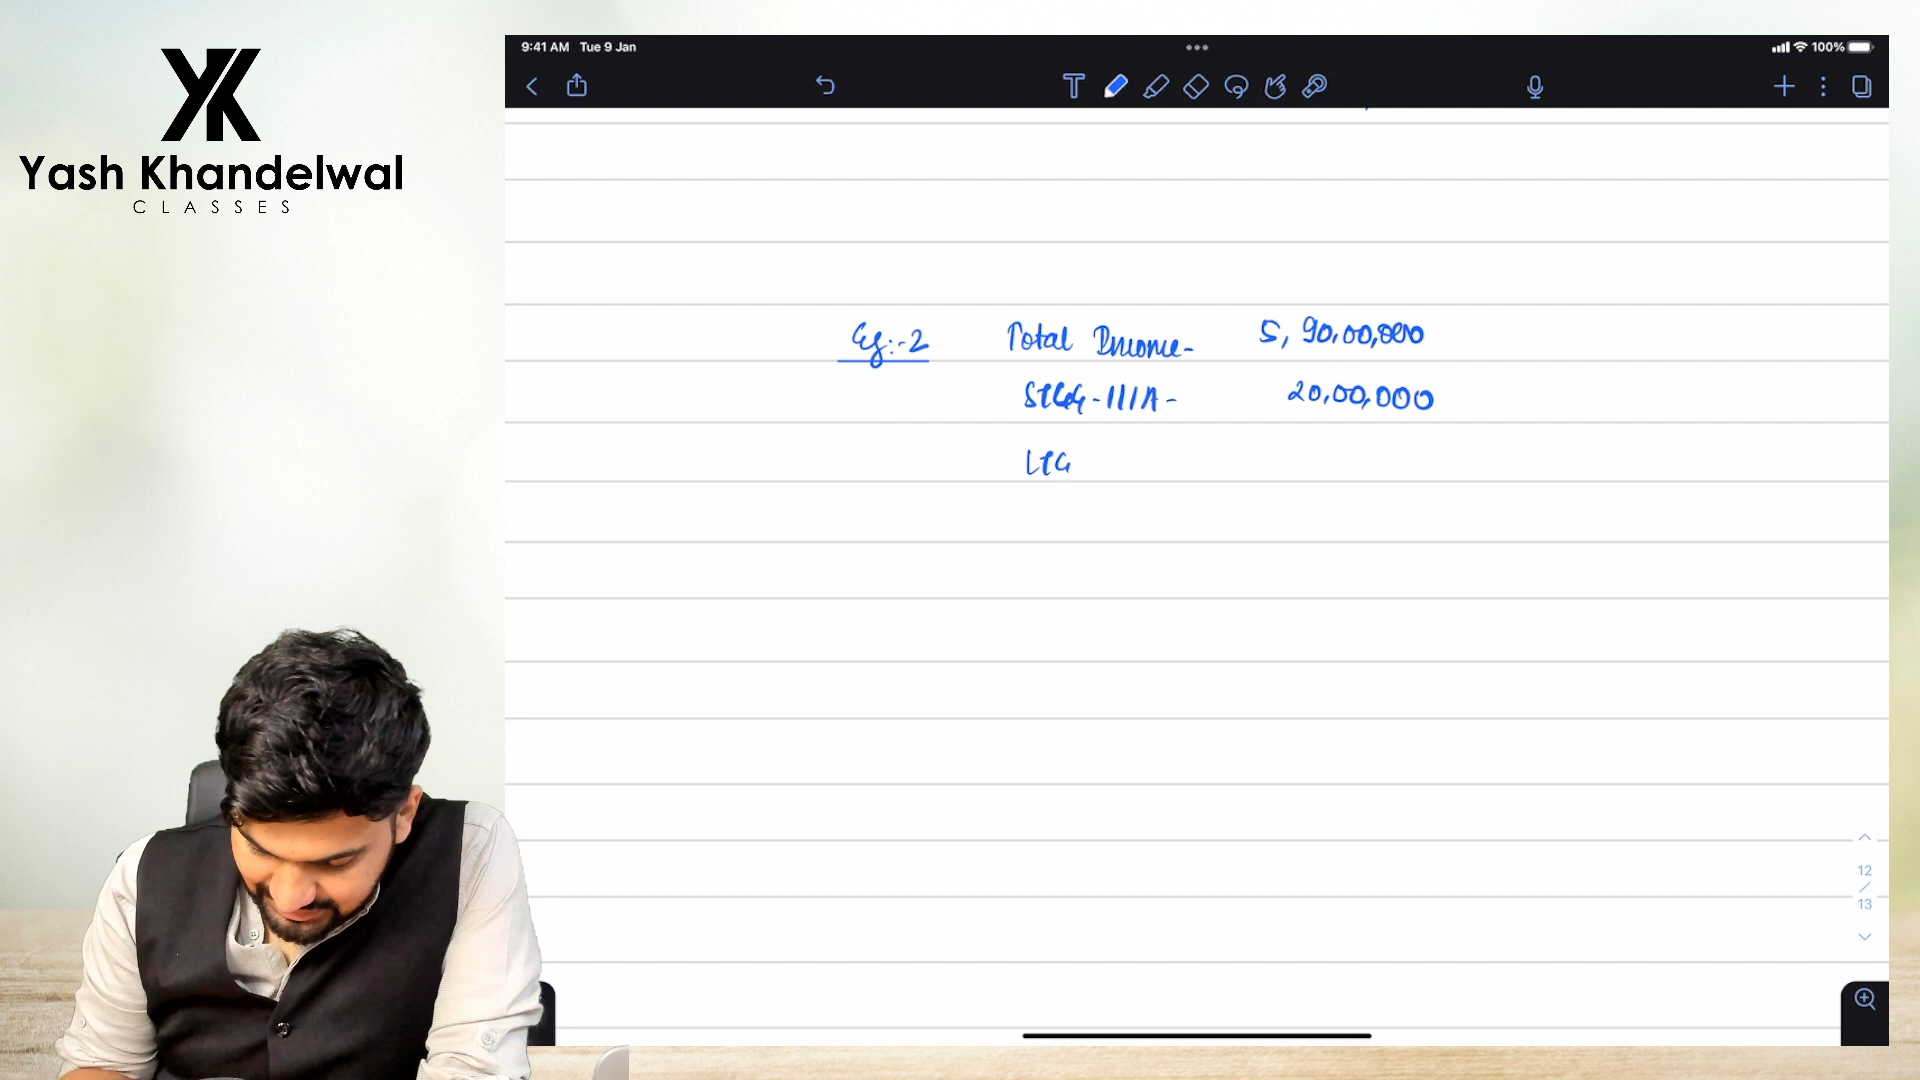 Yash Khandelwal
CLASSES
9:41 AM Tue 9 Jan
100%
T
Eg:-2 Total Income- 5,90,00,000
STCG-111A- 20,00,000
LTC
12
/
13